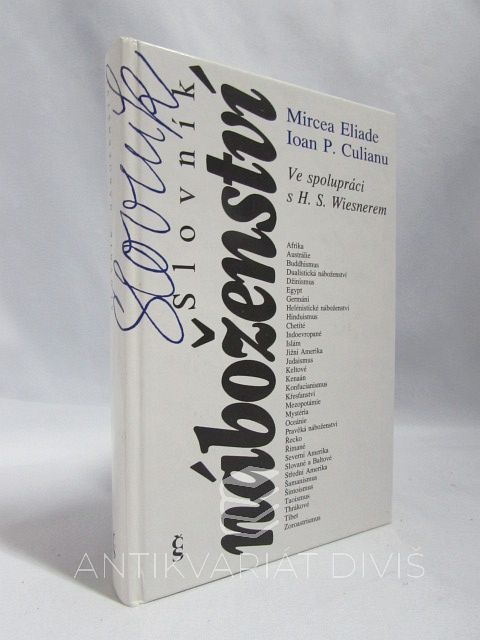 Slovník
Slovník
náboženství
Mircea Eliade
Ioan P. Culianu
Ve spolupráci
s H. S. Wiesnerem
Afrika
Austrálie
Buddhismus
Dualistická náboženství
Džinismus
Egypt
Germáni
Helénistické náboženství
Hinduismus
Chetité
Indoevropané
Islám
Jižní Amerika
Judaismus
Keltové
Kenaán
Konfucianismus
Křesťanství
Mezopotámie
Mystéria
Oceánie
Pravěká náboženství
Řecko
Římané
Severní Amerika
Slované a Baltové
Střední Amerika
Šamanismus
Šintoismus
Taoismus
Thrákové
Tibet
Zoroastrismus
ANTIKVARIÁT DIVIŠ